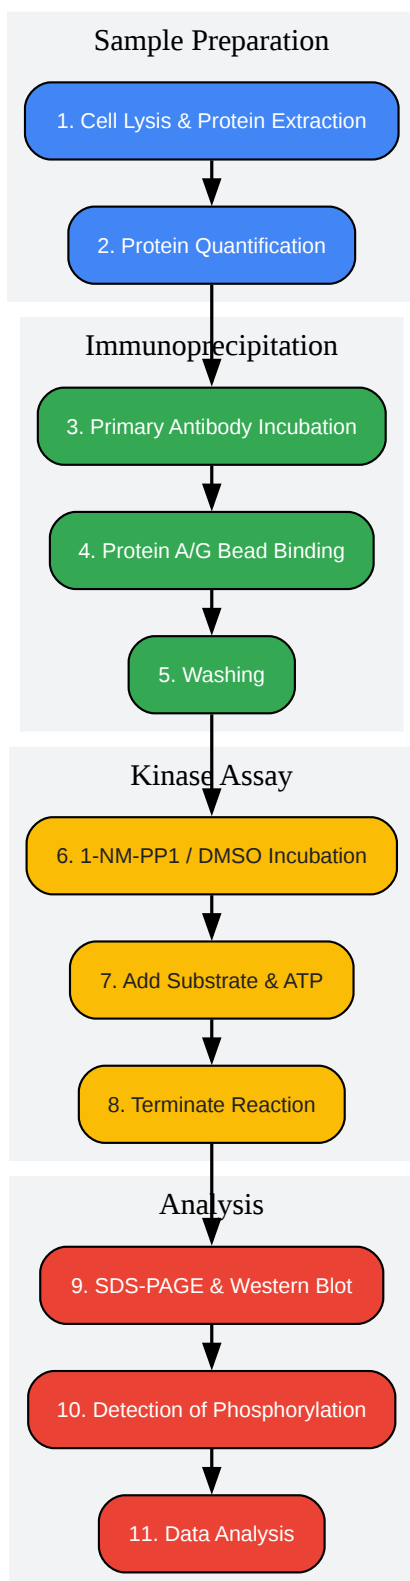 Sample Preparation
1. Cell Lysis & Protein Extraction
2. Protein Quantification
Immunoprecipitation
3. Primary Antibody Incubation
4. Protein A/G Bead Binding
5. Washing
Kinase Assay
6. 1-NM-PP1 / DMSO Incubation
7. Add Substrate & ATP
8. Terminate Reaction
Analysis
9. SDS-PAGE & Western Blot
10. Detection of Phosphorylation
11. Data Analysis